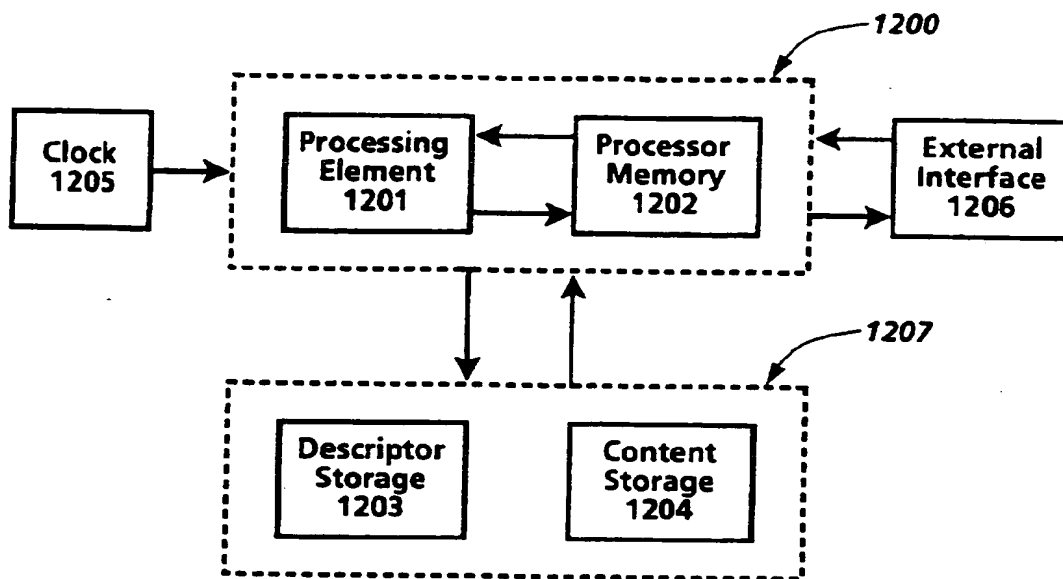 1200
Clock
1205
Processing
Element
1201
Processor
Memory
1202
External
Interface
1206
1207
Descriptor
Storage
1203
Content
Storage
1204